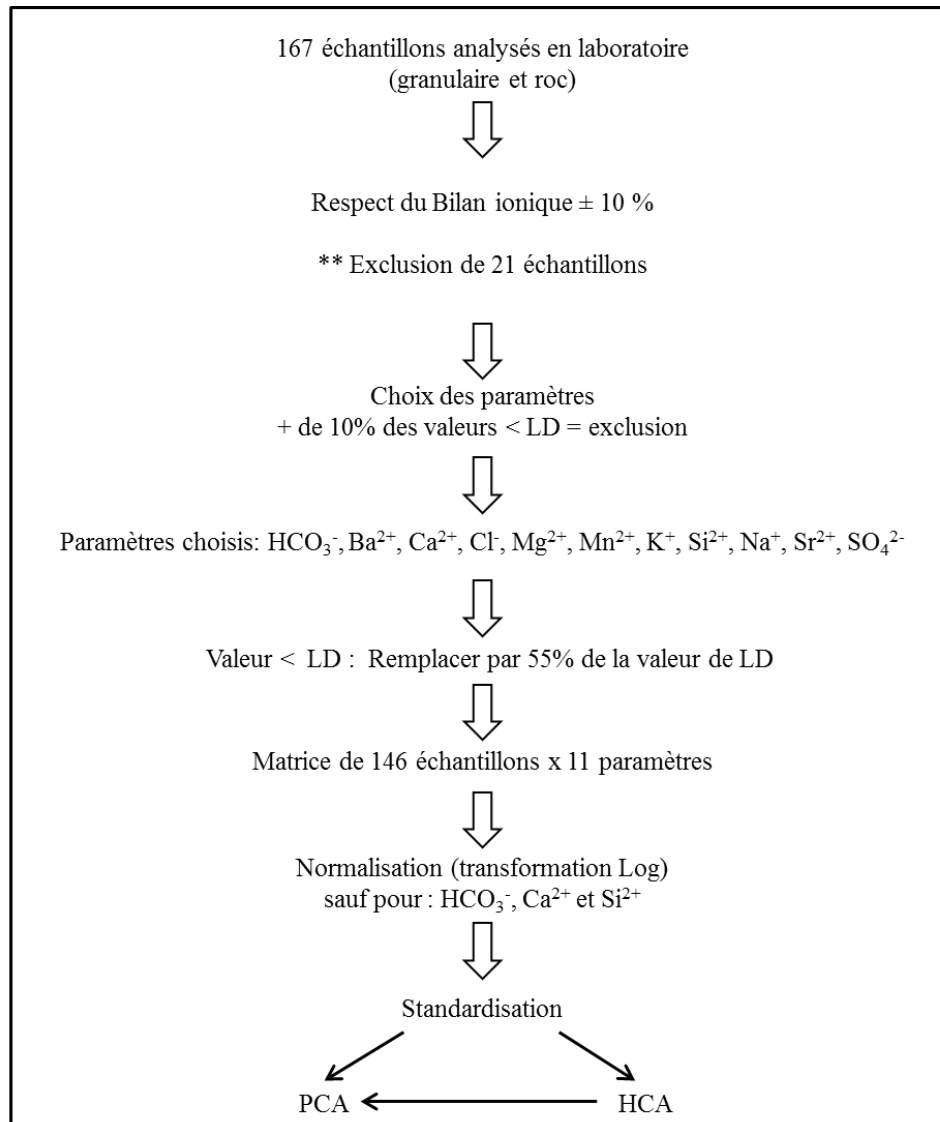 167 échantillons analysés en laboratoire
(granulaire et roc)
Respect du Bilan ionique ± 10 %
** Exclusion de 21 échantillons
Choix des paramètres
+ de 10% des valeurs < LD = exclusion
Paramètres choisis: HCO₃⁻, Ba²⁺, Ca²⁺, Cl⁻, Mg²⁺, Mn²⁺, K⁺, Si²⁺, Na⁺, Sr²⁺, SO₄²⁻
Valeur < LD : Remplacer par 55% de la valeur de LD
Matrice de 146 échantillons x 11 paramètres
Normalisation (transformation Log)
sauf pour : HCO₃⁻, Ca²⁺ et Si²⁺
Standardisation
PCA HCA